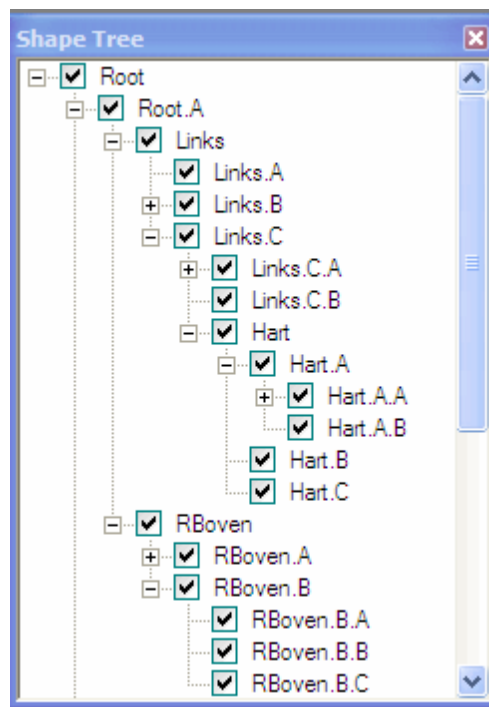 Shape Tree
Root
Root.A
Links
Links.A
Links.B
Links.C
Links.C.A
Links.C.B
Hart
Hart.A
Hart.A.A
Hart.A.B
Hart.B
Hart.C
RBoven
RBoven.A
RBoven.B
RBoven.B.A
RBoven.B.B
RBoven.B.C